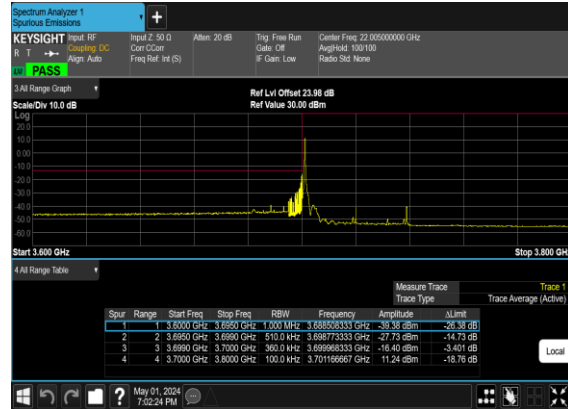 Spectrum Analyzer 1
Spurious Emissions
KEYSIGHT Input: RF Input Z: 50 Ω Atten: 20 dB Trig: Free Run Center Freq: 22.005000000 GHz
R T Coupling: DC Corr CCorr Gate: Off Avg|Hold: 100/100
Align: Auto Freq Ref: Int (S) IF Gain: Low Radio Std: None
PASS
3 All Range Graph
Ref Lvl Offset 23.98 dB
Scale/Div 10.0 dB Ref Value 30.00 dBm
Log
20.0
10.0
0.00
-10.0
-20.0
-30.0
-40.0
-50.0
-60.0
Start 3.600 GHz Stop 3.800 GH
4 All Range Table
Measure Trace Trace 1
Trace Type Trace Average (Active)
Spur Range Start Freq Stop Freq RBW Frequency Amplitude ΔLimit
1 1 3.6000 GHz 3.6950 GHz 1.000 MHz 3.688508333 GHz -39.38 dBm -26.38 dB
2 2 3.6950 GHz 3.6990 GHz 510.0 kHz 3.698773333 GHz -27.73 dBm -14.73 dB
3 3 3.6990 GHz 3.7000 GHz 360.0 kHz 3.699968333 GHz -16.40 dBm -3.401 dB
4 4 3.7000 GHz 3.8000 GHz 100.0 kHz 3.701166667 GHz 11.24 dBm -18.76 dB
Local
? May 01, 2024
7:02:24 PM